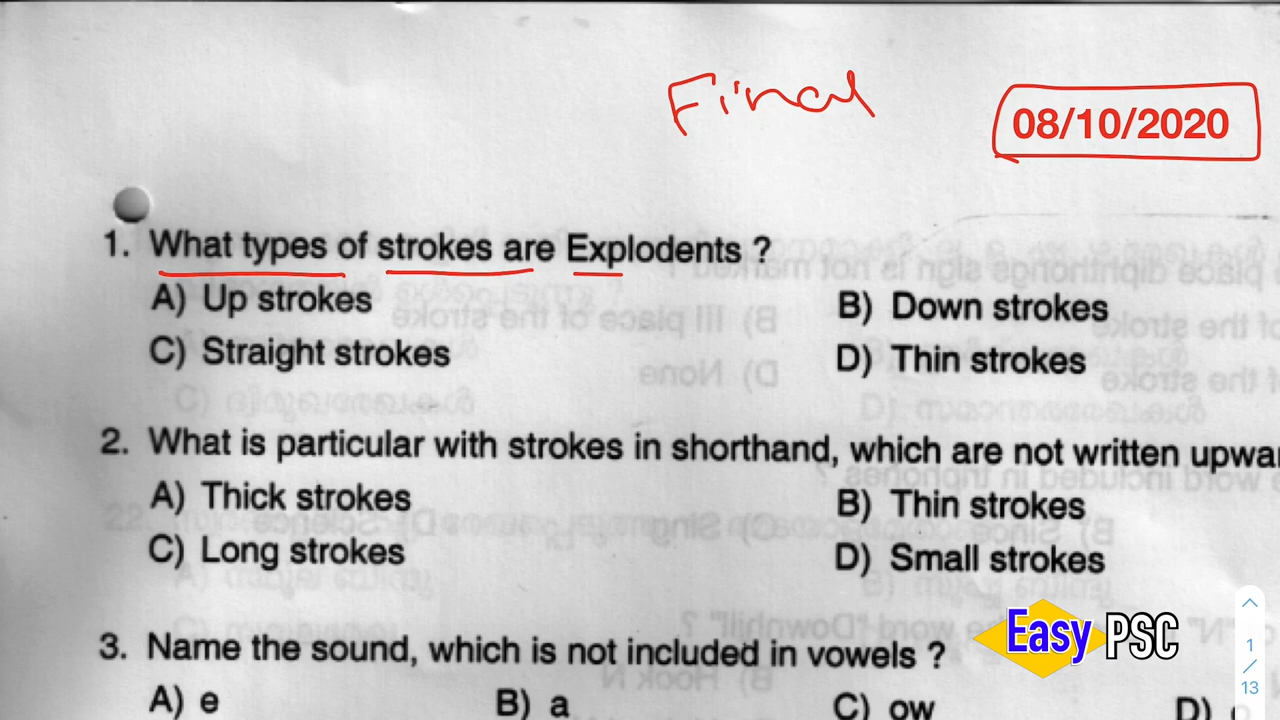 Final
08/10/2020
1. What types of strokes are Explodents ?
A) Up strokes B) Down strokes
C) Straight strokes D) Thin strokes
2. What is particular with strokes in shorthand, which are not written upwa
A) Thick strokes B) Thin strokes
C) Long strokes D) Small strokes
3. Name the sound, which is not included in vowels ?
A) e B) a C) ow D)
Easy PSC
1
/
13